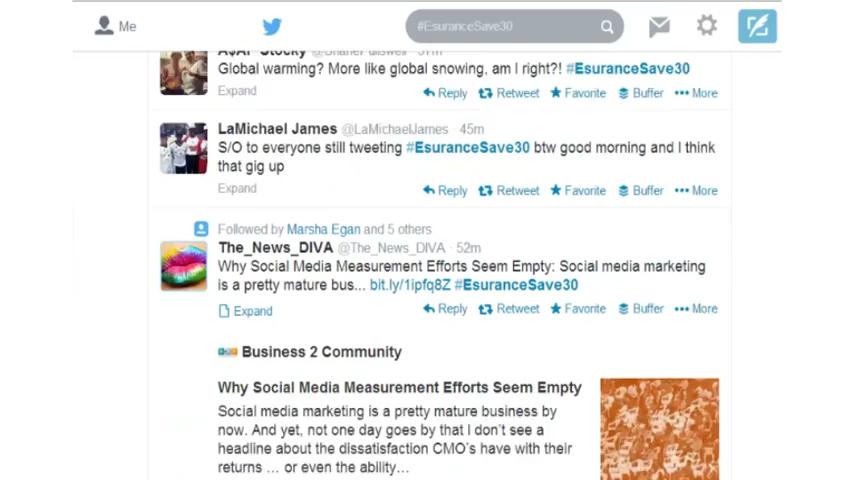 Me
#EsuranceSave30
Global warming? More like global snowing, am I right?! #EsuranceSave30
Expand
Reply Retweet Favorite Buffer More
LaMichael James @LaMichaelJames · 45m
S/O to everyone still tweeting #EsuranceSave30 btw good morning and I think
that gig up
Expand
Reply Retweet Favorite Buffer More
Followed by Marsha Egan and 5 others
The_News_DIVA @The_News_DIVA · 52m
Why Social Media Measurement Efforts Seem Empty: Social media marketing
is a pretty mature bus... bit.ly/1ipfq8Z #EsuranceSave30
Expand
Reply Retweet Favorite Buffer More
Business 2 Community
Why Social Media Measurement Efforts Seem Empty
Social media marketing is a pretty mature business by
now. And yet, not one day goes by that I don't see a
headline about the dissatisfaction CMO's have with their
returns … or even the ability…